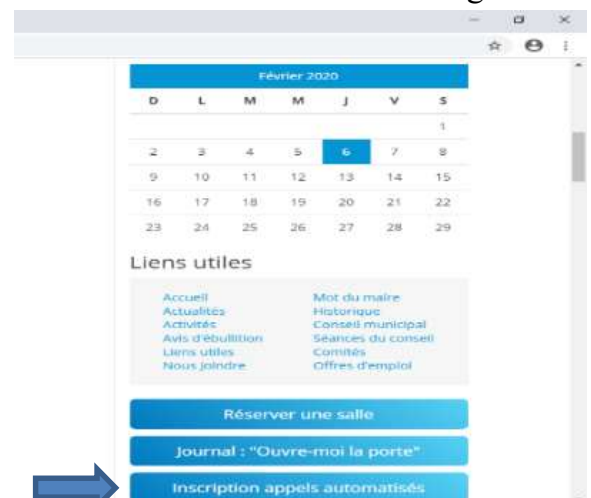 Février 2020
D L M M J V S
1
2 3 4 5 6 7 8
9 10 11 12 13 14 15
16 17 18 19 20 21 22
23 24 25 26 27 28 29
Liens utiles
Accueil Mot du maire
Actualités Historique
Activités Conseil municipal
Avis d'ébullition Séances du conseil
Liens utiles Comités
Nous joindre Offres d'emploi
Réserver une salle
Journal : "Ouvre-moi la porte"
Inscription appels automatisés